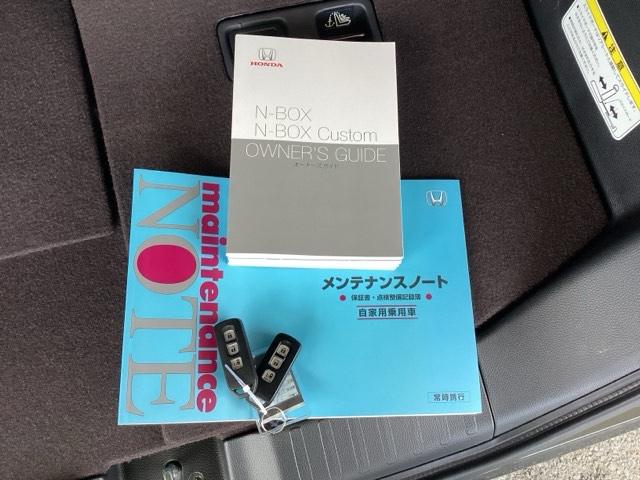 HONDA
N-BOX
N-BOX Custom
OWNER'S GUIDE
オーナーズガイド
maintenance
NOTE
メンテナンスノート
保証書・点検整備記録簿
自家用乗用車
常時携行
注意